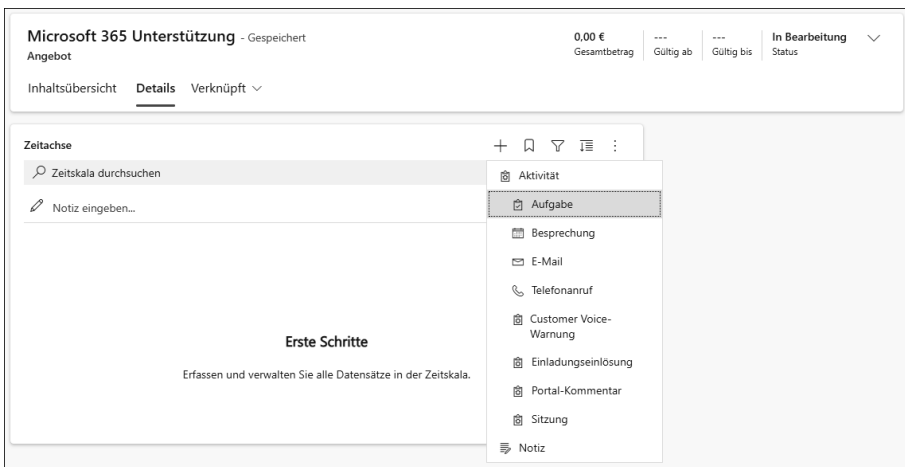 Microsoft 365 Unterstützung - Gespeichert
Angebot
0,00 €
Gesamtbetrag
---
Gültig ab
---
Gültig bis
In Bearbeitung
Status
Inhaltsübersicht Details Verknüpft
Zeitachse
Zeitskala durchsuchen
Notiz eingeben...
Erste Schritte
Erfassen und verwalten Sie alle Datensätze in der Zeitskala.
Aktivität
Aufgabe
Besprechung
E-Mail
Telefonanruf
Customer Voice-
Warnung
Einladungseinlösung
Portal-Kommentar
Sitzung
Notiz